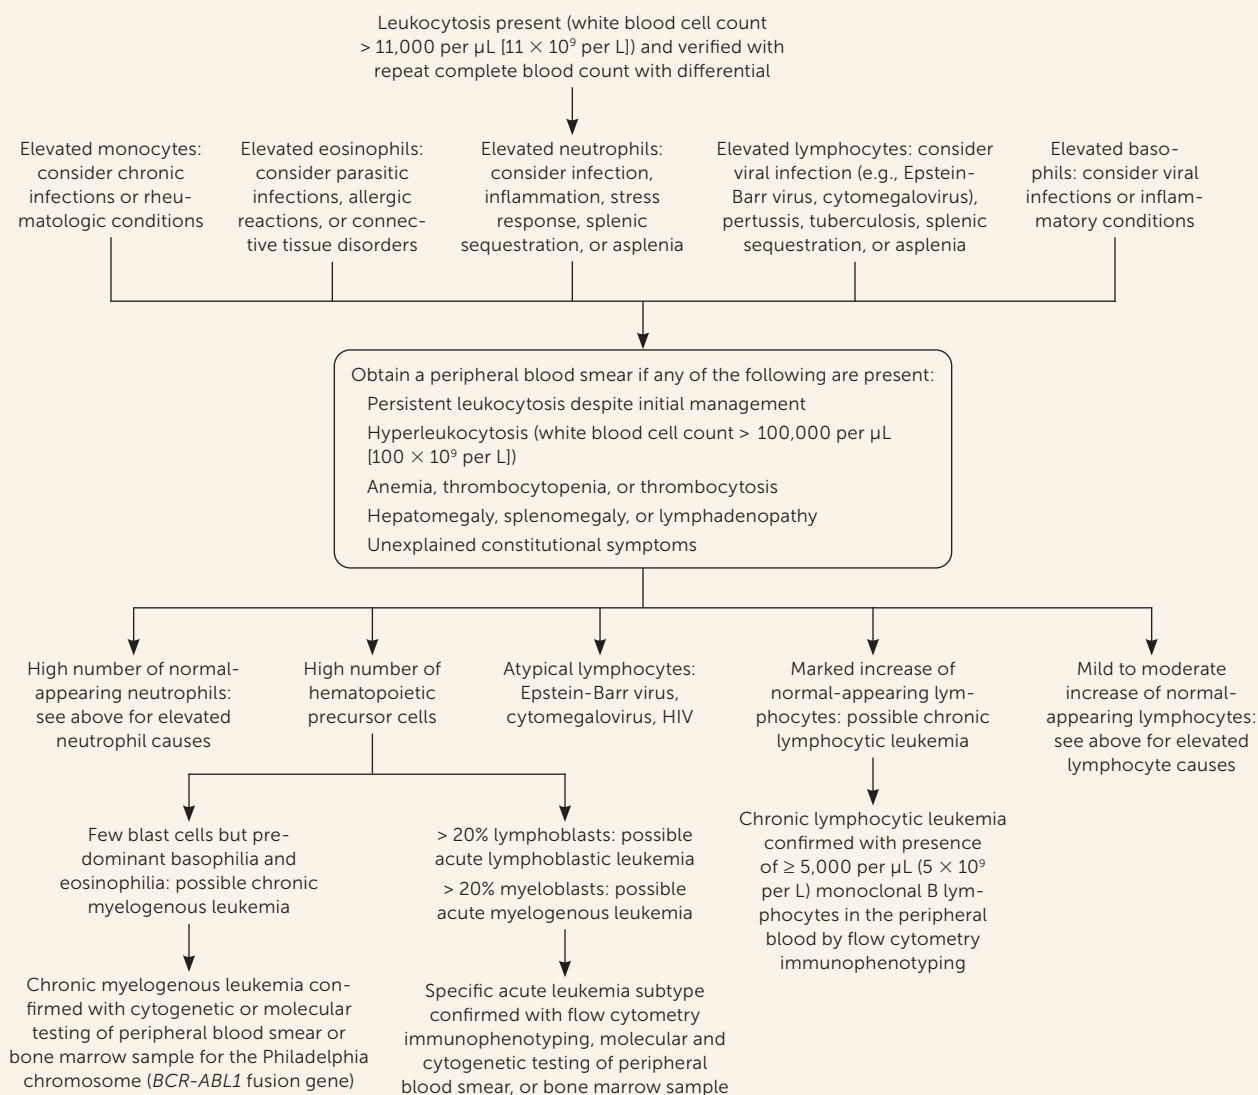 Leukocytosis present (white blood cell count
> 11,000 per μL [11 × 10⁹ per L]) and verified with
repeat complete blood count with differential
Elevated monocytes:
consider chronic
infections or rheu-
matologic conditions
Elevated eosinophils:
consider parasitic
infections, allergic
reactions, or connec-
tive tissue disorders
Elevated neutrophils:
consider infection,
inflammation, stress
response, splenic
sequestration, or asplenia
Elevated lymphocytes: consider
viral infection (e.g., Epstein-
Barr virus, cytomegalovirus),
pertussis, tuberculosis, splenic
sequestration, or asplenia
Elevated baso-
phils: consider viral
infections or inflam-
matory conditions
Obtain a peripheral blood smear if any of the following are present:
Persistent leukocytosis despite initial management
Hyperleukocytosis (white blood cell count > 100,000 per μL
[100 × 10⁹ per L])
Anemia, thrombocytopenia, or thrombocytosis
Hepatomegaly, splenomegaly, or lymphadenopathy
Unexplained constitutional symptoms
High number of normal-
appearing neutrophils:
see above for elevated
neutrophil causes
High number of
hematopoietic
precursor cells
Atypical lymphocytes:
Epstein-Barr virus,
cytomegalovirus, HIV
Marked increase of
normal-appearing lym-
phocytes: possible chronic
lymphocytic leukemia
Mild to moderate
increase of normal-
appearing lymphocytes:
see above for elevated
lymphocyte causes
Few blast cells but pre-
dominant basophilia and
eosinophilia: possible chronic
myelogenous leukemia
> 20% lymphoblasts: possible
acute lymphoblastic leukemia
> 20% myeloblasts: possible
acute myelogenous leukemia
Chronic lymphocytic leukemia
confirmed with presence
of ≥ 5,000 per μL (5 × 10⁹
per L) monoclonal B lym-
phocytes in the peripheral
blood by flow cytometry
immunophenotyping
Chronic myelogenous leukemia con-
firmed with cytogenetic or molecular
testing of peripheral blood smear or
bone marrow sample for the Philadelphia
chromosome (BCR-ABL1 fusion gene)
Specific acute leukemia subtype
confirmed with flow cytometry
immunophenotyping, molecular and
cytogenetic testing of peripheral
blood smear, or bone marrow sample